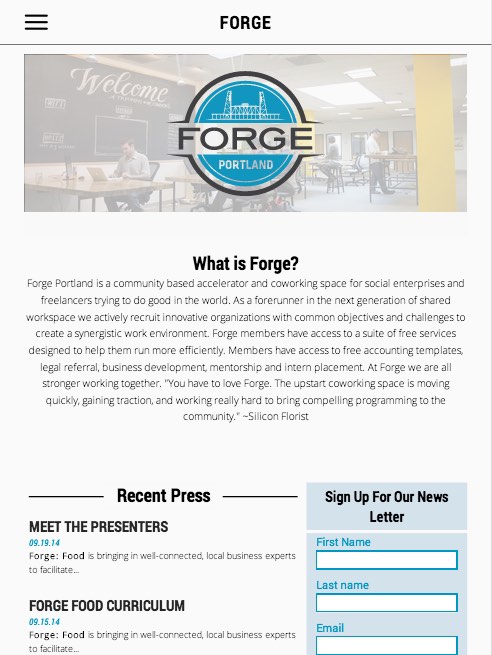 FORGE
Welcome
FORGE
PORTLAND
What is Forge?
Forge Portland is a community based accelerator and coworking space for social enterprises and
freelancers trying to do good in the world. As a forerunner in the next generation of shared
workspace we actively recruit innovative organizations with common objectives and challenges to
create a synergistic work environment. Forge members have access to a suite of free services
designed to help them run more efficiently. Members have access to free accounting templates,
legal referral, business development, mentorship and intern placement. At Forge we are all
stronger working together. "You have to love Forge. The upstart coworking space is moving
quickly, gaining traction, and working really hard to bring compelling programming to the
community." ~Silicon Florist
Recent Press
MEET THE PRESENTERS
09.19.14
Forge: Food is bringing in well-connected, local business experts
to facilitate...
FORGE FOOD CURRICULUM
09.15.14
Forge: Food is bringing in well-connected, local business experts
to facilitate...
Sign Up For Our News
Letter
First Name
Last name
Email